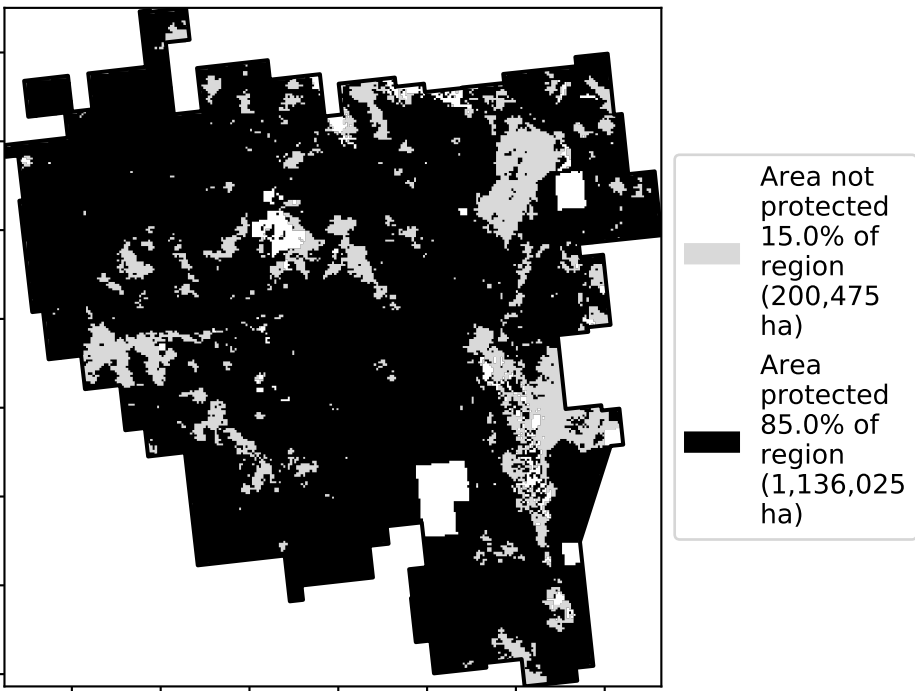 Area not
protected
15.0% of
region
(200,475
ha)
Area
protected
85.0% of
region
(1,136,025
ha)